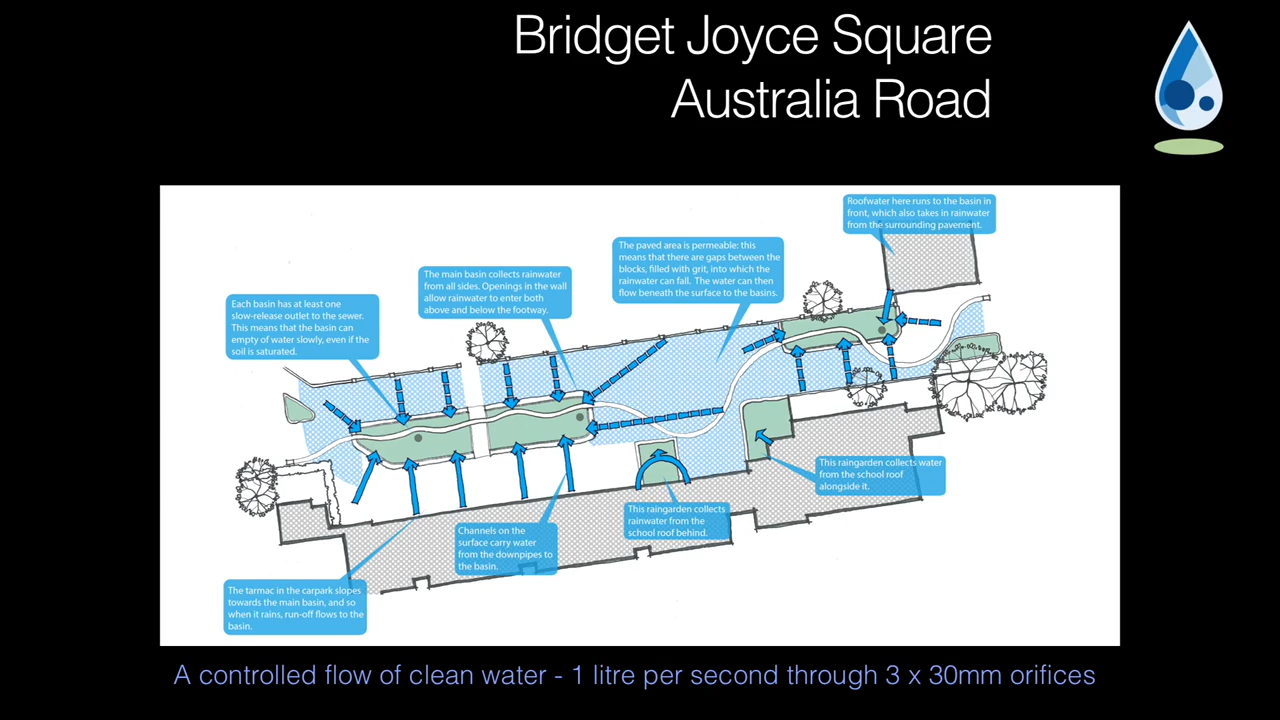 Bridget Joyce Square
Australia Road
Roofwater here runs to the basin in
front, which also takes in rainwater
from the surrounding pavement.
The paved area is permeable: this
means that there are gaps between the
blocks, filled with grit, into which the
rainwater can fall. The water can then
flow beneath the surface to the basins.
The main basin collects rainwater
from all sides. Openings in the wall
allow rainwater to enter both
above and below the footway.
Each basin has at least one
slow-release outlet to the sewer.
This means that the basin can
empty of water slowly, even if the
soil is saturated.
This raingarden collects water
from the school roof
alongside it.
This raingarden collects
rainwater from the
school roof behind.
Channels on the
surface carry water
from the downpipes to
the basin.
The tarmac in the carpark slopes
towards the main basin, and so
when it rains, run-off flows to the
basin.
A controlled flow of clean water - 1 litre per second through 3 x 30mm orifices